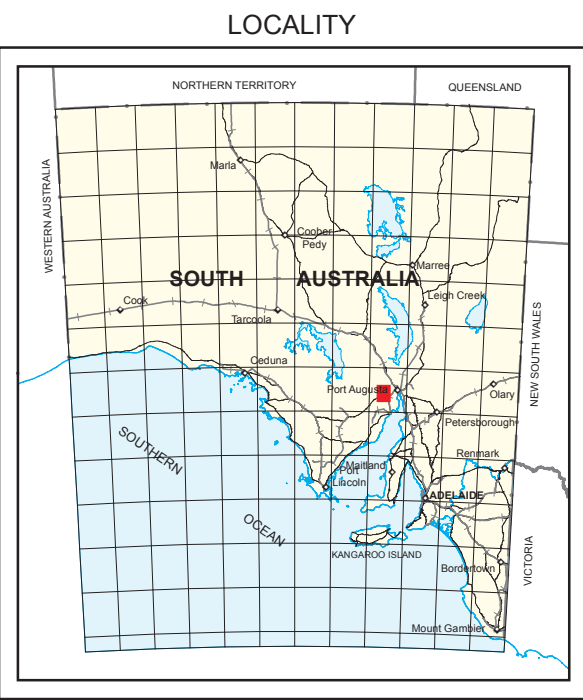 LOCALITY
NORTHERN TERRITORY
QUEENSLAND
WESTERN AUSTRALIA
Marla
Coober
Pedy
Marree
SOUTH AUSTRALIA
Leigh Creek
Cook
Tarcoola
NEW SOUTH WALES
Ceduna
Port Augusta
Olary
Petersborough
SOUTHERN
OCEAN
Renmark
Maitland
Port
Lincoln
ADELAIDE
KANGAROO ISLAND
Bordertown
VICTORIA
Mount Gambier